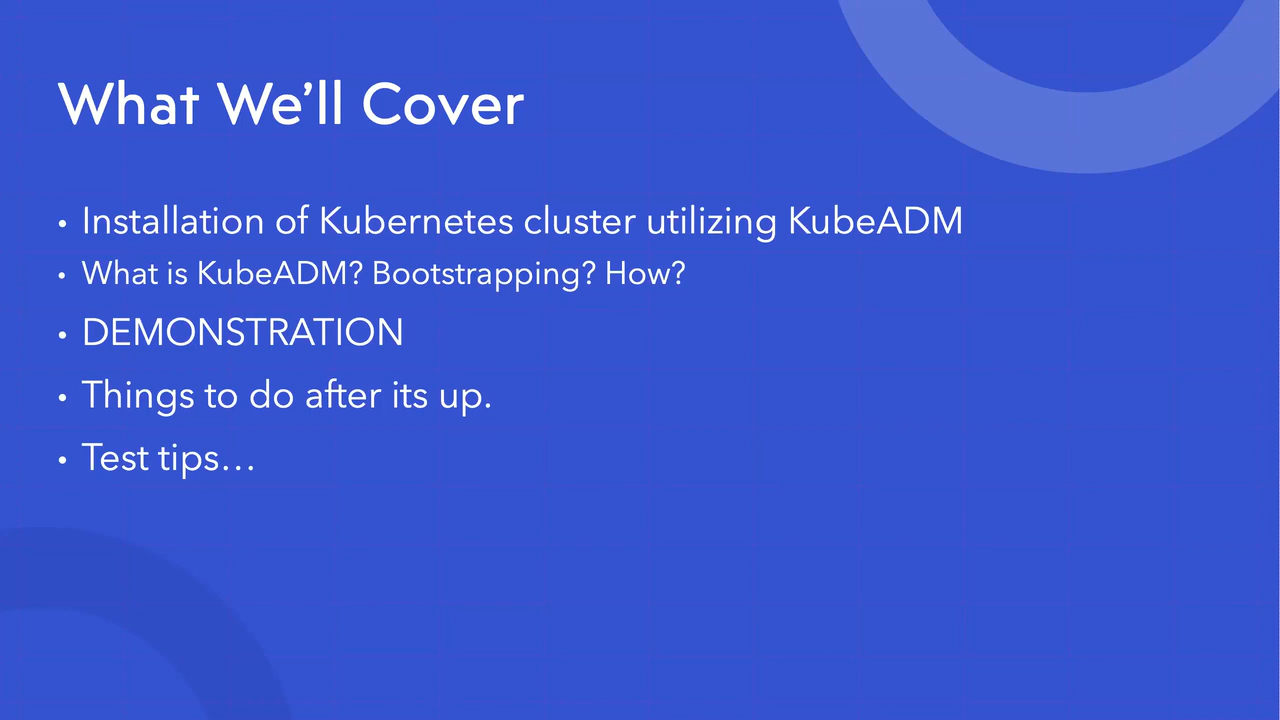 What We’ll Cover
• Installation of Kubernetes cluster utilizing KubeADM
• What is KubeADM? Bootstrapping? How?
• DEMONSTRATION
• Things to do after its up.
• Test tips…